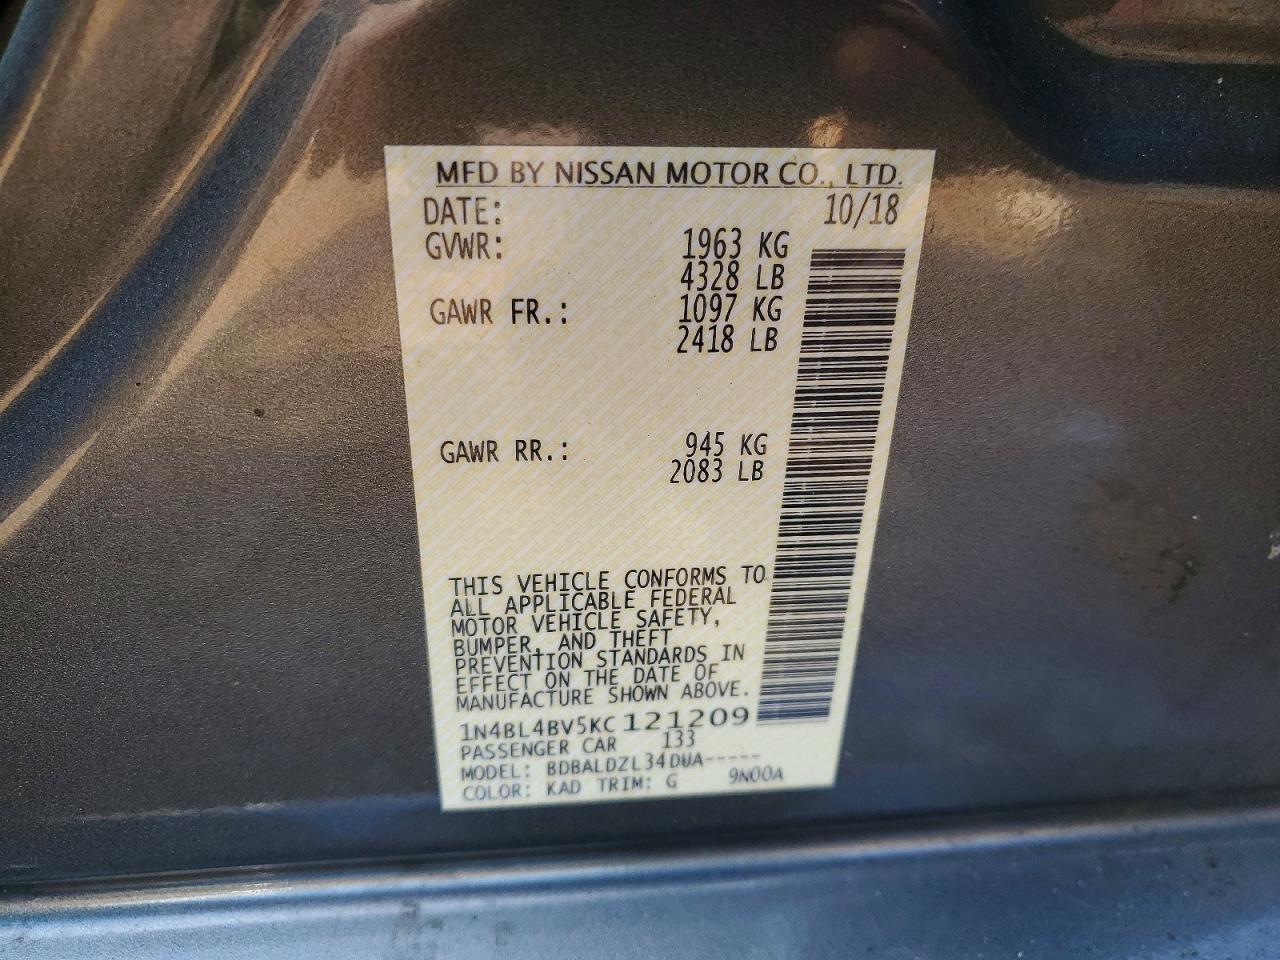 MFD BY NISSAN MOTOR CO., LTD.
DATE: 10/18
GVWR: 1963 KG
4328 LB
GAWR FR.: 1097 KG
2418 LB
GAWR RR.: 945 KG
2083 LB
THIS VEHICLE CONFORMS TO
ALL APPLICABLE FEDERAL
MOTOR VEHICLE SAFETY,
BUMPER, AND THEFT
PREVENTION STANDARDS IN
EFFECT ON THE DATE OF
MANUFACTURE SHOWN ABOVE.
1N4BL4BV5KC121209
PASSENGER CAR 133
MODEL: BDBALDZL34DUA-----
COLOR: KAD TRIM: G 9N00A